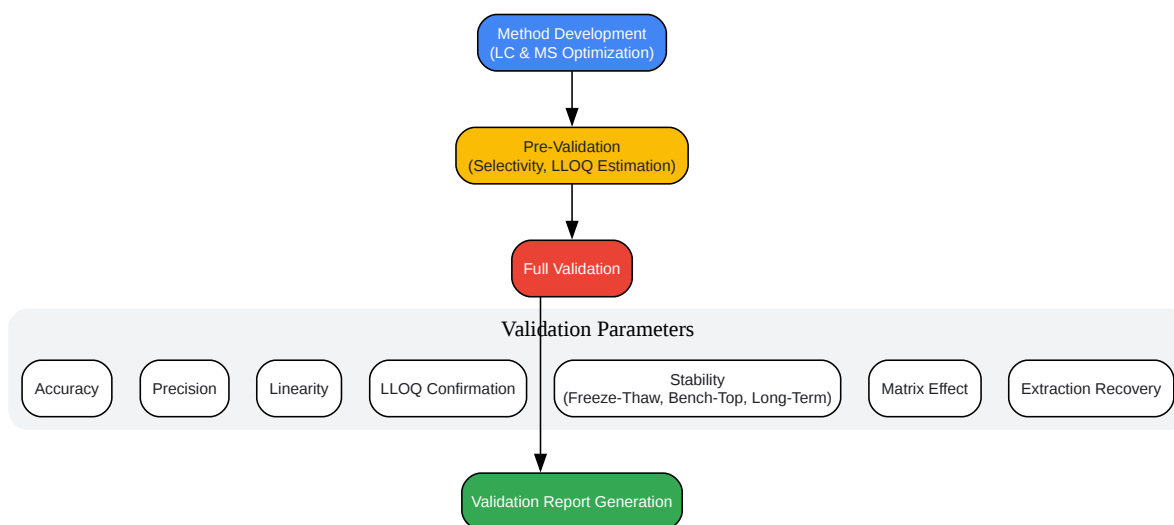 Method Development
(LC & MS Optimization)
Pre-Validation
(Selectivity, LLOQ Estimation)
Full Validation
Validation Parameters
Accuracy
Precision
Linearity
LLOQ Confirmation
Stability
(Freeze-Thaw, Bench-Top, Long-Term)
Matrix Effect
Extraction Recovery
Validation Report Generation